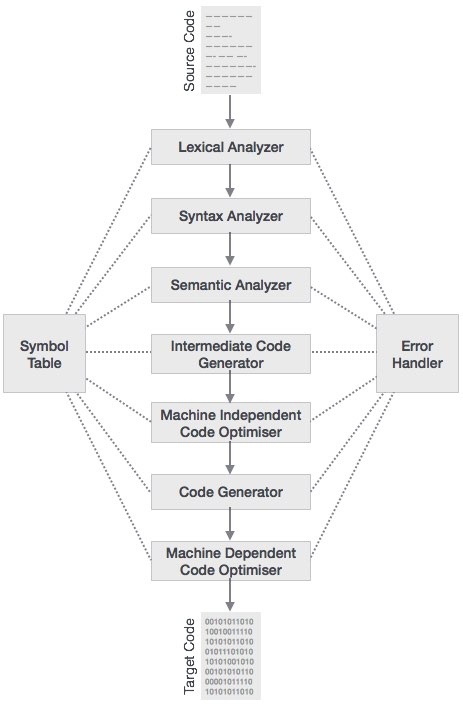 Source Code
Lexical Analyzer
Syntax Analyzer
Semantic Analyzer
Symbol
Table
Intermediate Code
Generator
Error
Handler
Machine Independent
Code Optimiser
Code Generator
Machine Dependent
Code Optimiser
Target Code
00101011010
10010011110
10101011010
01011101010
10101001010
00101010110
00001011110
10101011010